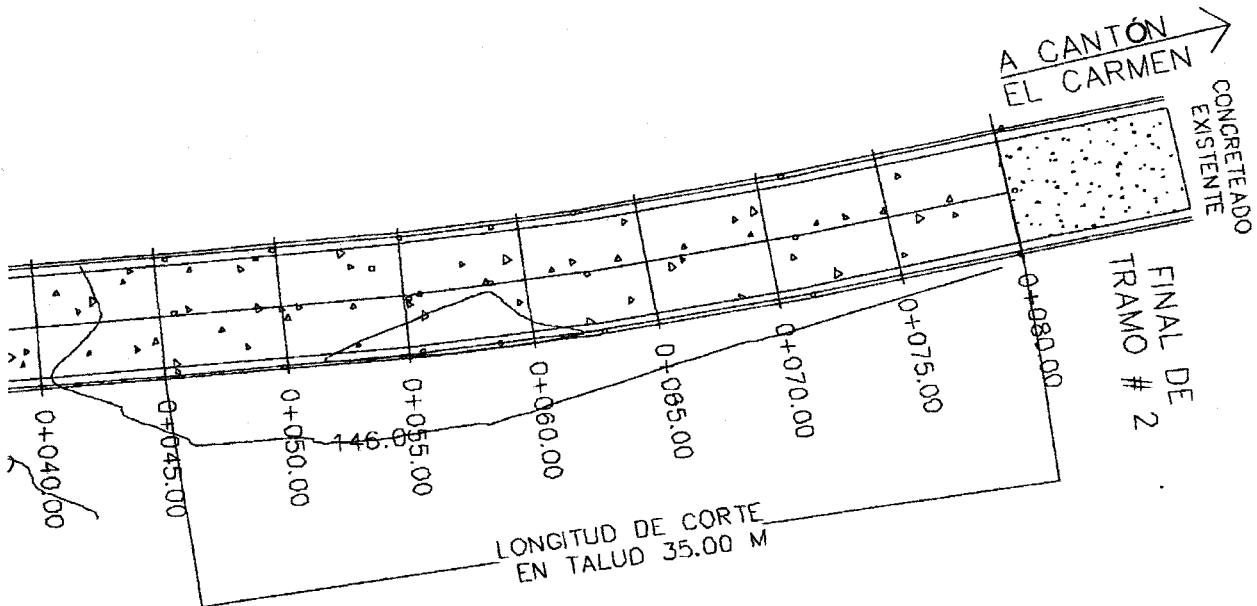 A CANTÓN
EL CARMEN
CONCRETEADO
EXISTENTE
FINAL DE
TRAMO # 2
0+040.00
0+045.00
0+050.00
0+055.00
0+060.00
0+085.00
0+070.00
0+075.00
0+080.00
146.0
LONGITUD DE CORTE
EN TALUD 35.00 M